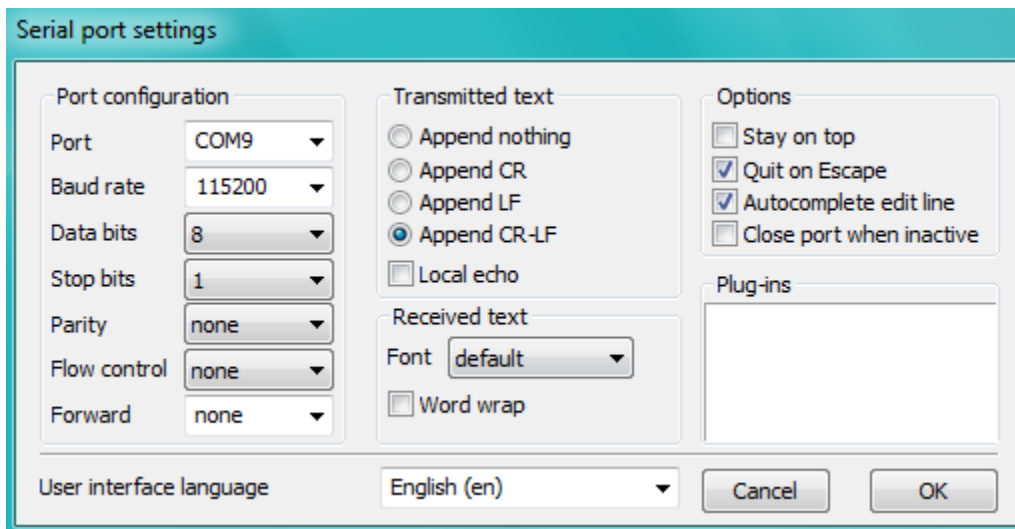 Serial port settings
Port configuration
Port COM9
Baud rate 115200
Data bits 8
Stop bits 1
Parity none
Flow control none
Forward none
Transmitted text
Append nothing
Append CR
Append LF
Append CR-LF
Local echo
Received text
Font default
Word wrap
Options
Stay on top
Quit on Escape
Autocomplete edit line
Close port when inactive
Plug-ins
User interface language English (en)
Cancel OK